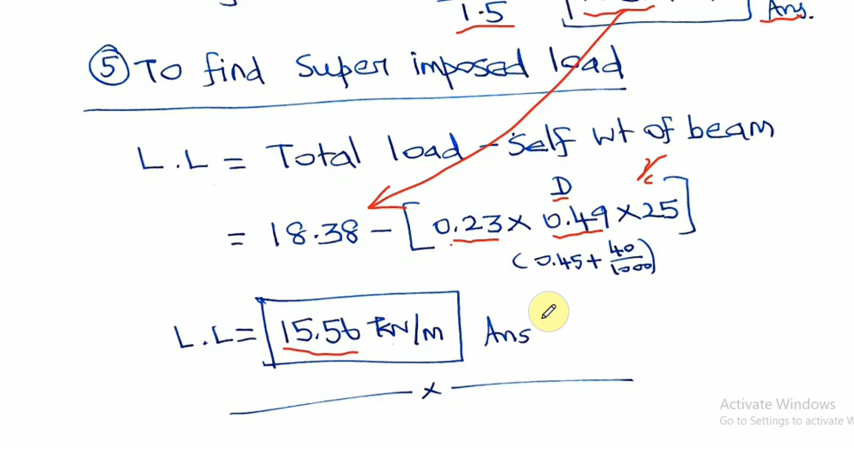 1.5 Ans.
⑤ To find Super imposed load
L.L = Total load - Self wt of beam
D γc
= 18.38 - [0.23 × 0.49 × 25]
(0.45 + 40/1000)
L.L = 15.56 KN/m Ans
x
Activate Windows
Go to Settings to activate W